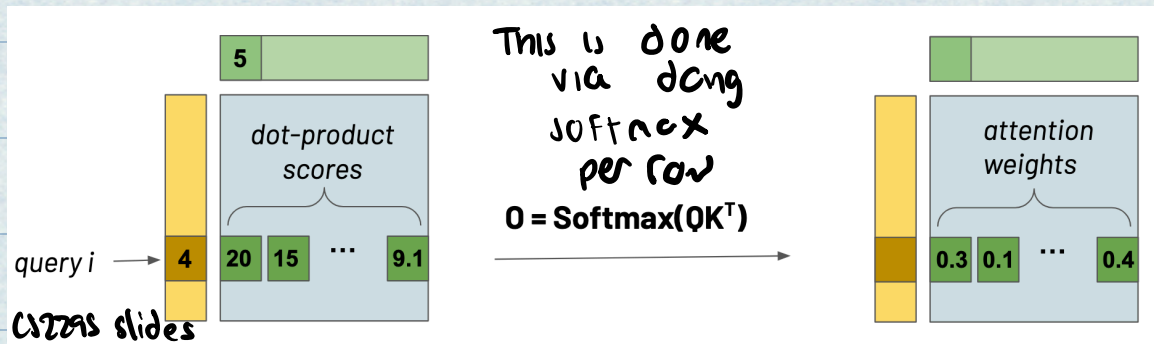 5
This is done
via doing
softmax
per row
O = Softmax(QKᵀ)
dot-product
scores
attention
weights
query i
4
20 15 ... 9.1
0.3 0.1 ... 0.4
CS229S slides